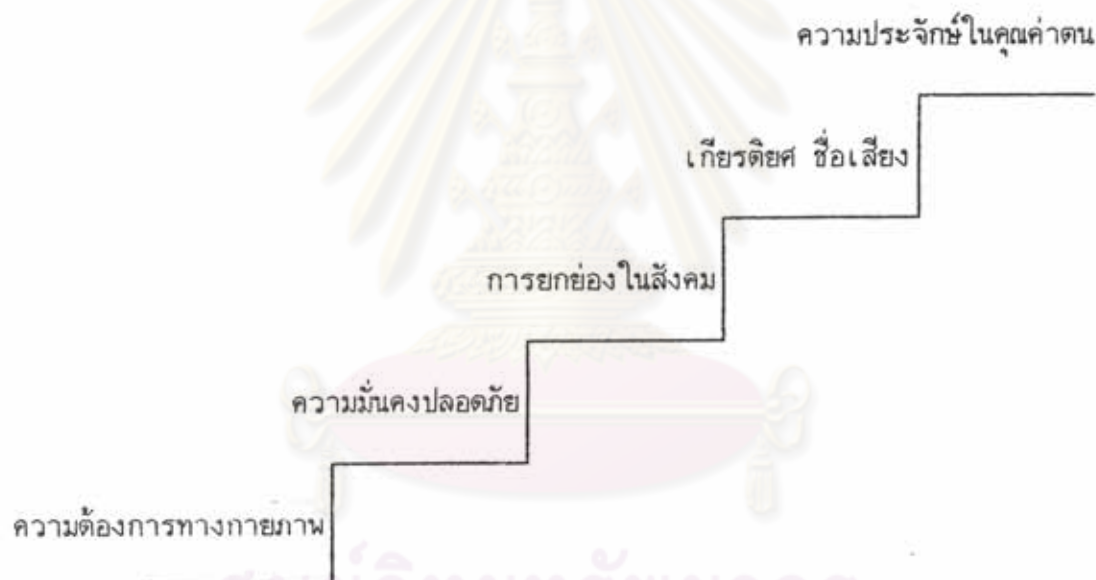 ความประจักษ์ในคุณค่าตน
เกียรติยศ ชื่อเสียง
การยกย่องในสังคม
ความมั่นคงปลอดภัย
ความต้องการทางกายภาพ